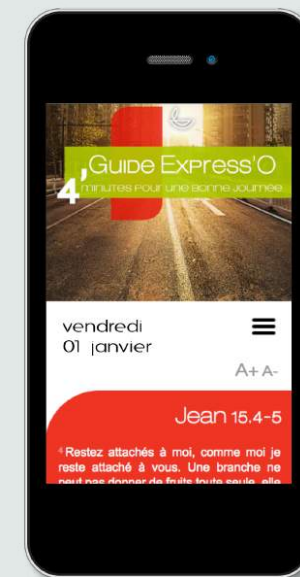 4' Guide Express'O
minutes pour une bonne journée
vendredi
01 janvier
A+ A-
Jean 15.4-5
4 Restez attachés à moi, comme moi je
reste attaché à vous. Une branche ne
peut pas donner de fruits toute seule, elle